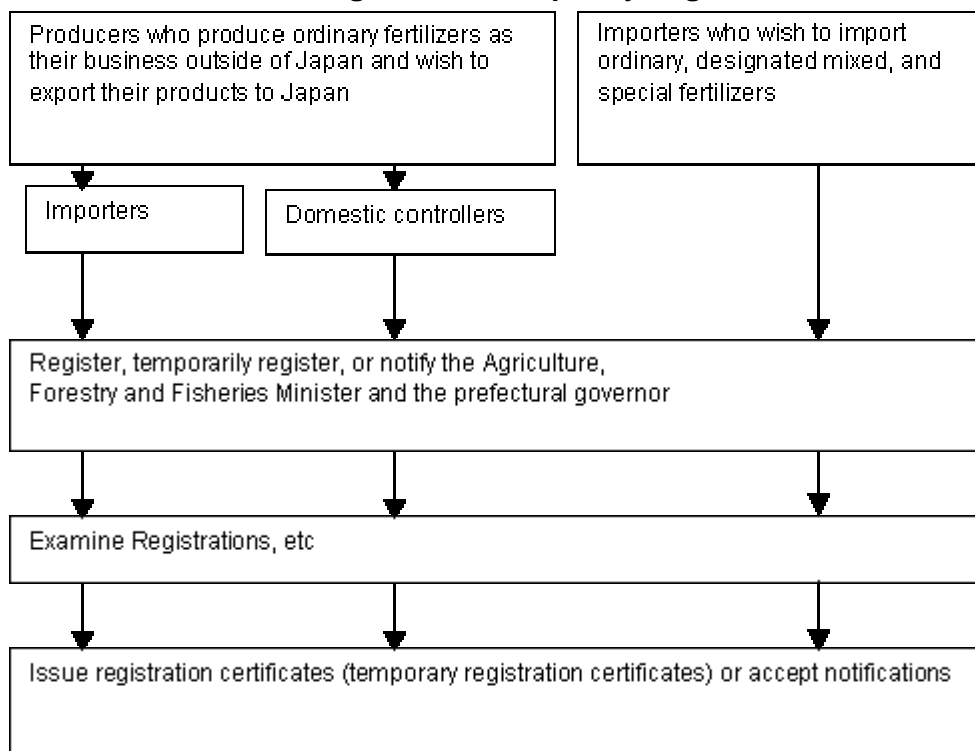 Producers who produce ordinary fertilizers as
their business outside of Japan and wish to
export their products to Japan
Importers who wish to import
ordinary, designated mixed, and
special fertilizers
Importers
Domestic controllers
Register, temporarily register, or notify the Agriculture,
Forestry and Fisheries Minister and the prefectural governor
Examine Registrations, etc
Issue registration certificates (temporary registration certificates) or accept notifications